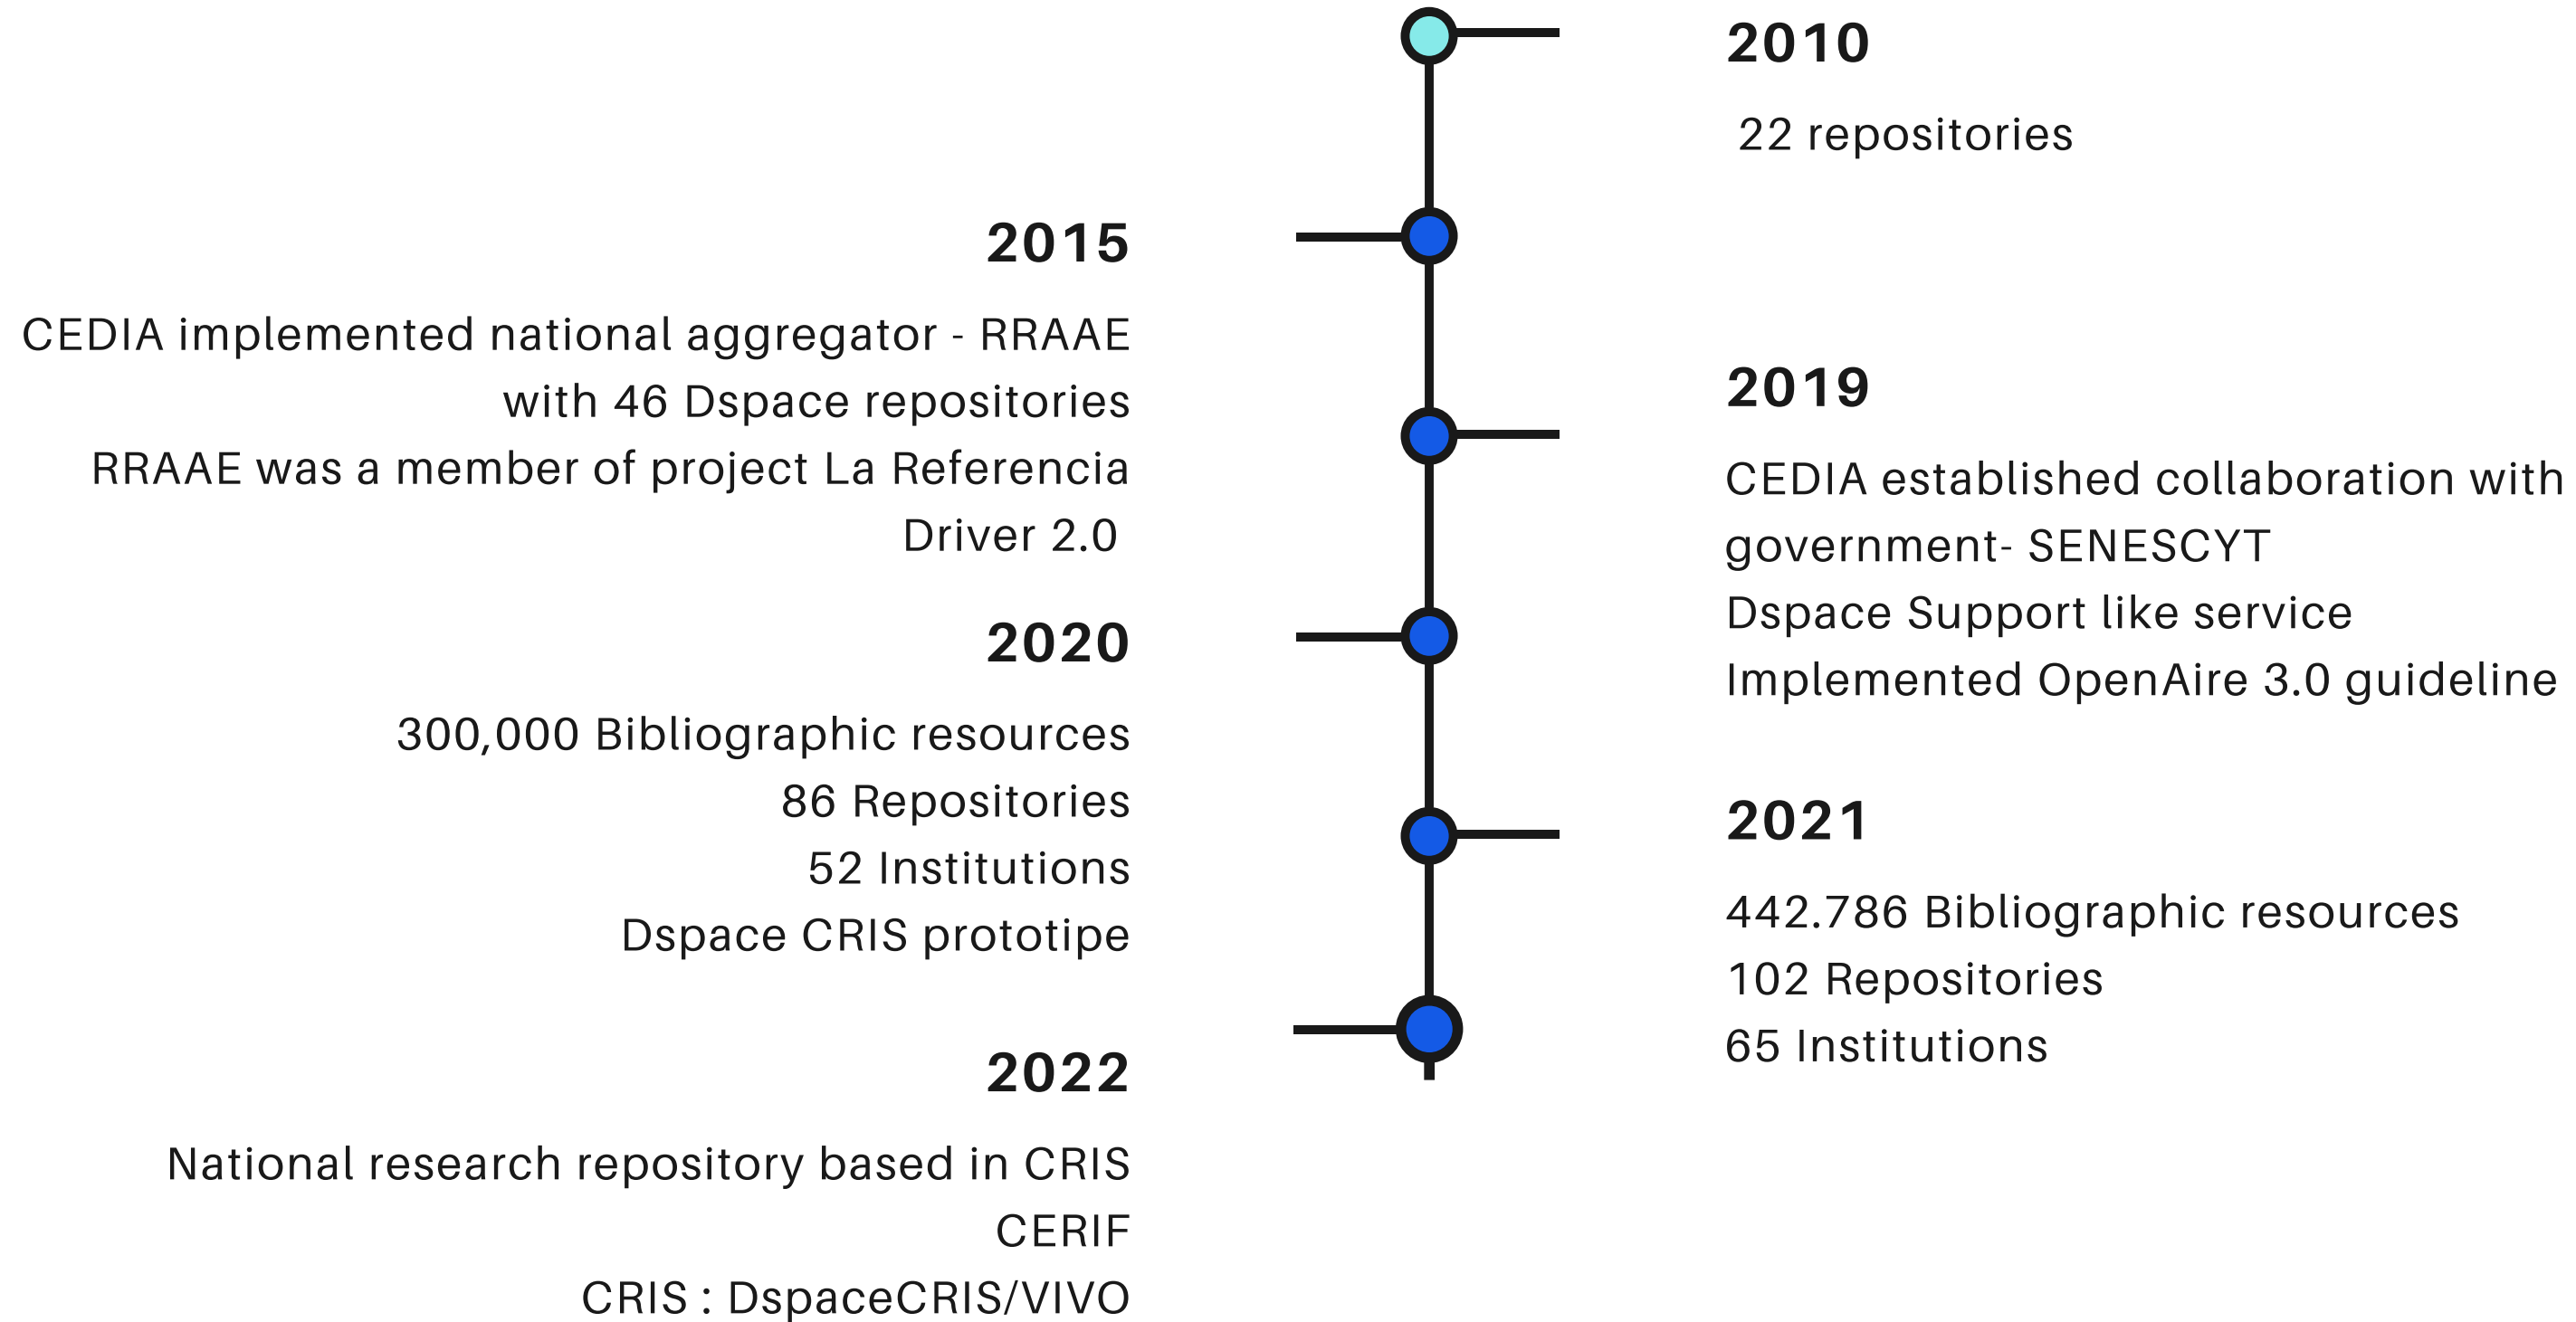 2010
22 repositories
2015
CEDIA implemented national aggregator - RRAAE
with 46 Dspace repositories
RRAAE was a member of project La Referencia
Driver 2.0
2019
CEDIA established collaboration with
government- SENESCYT
Dspace Support like service
Implemented OpenAire 3.0 guideline
2020
300,000 Bibliographic resources
86 Repositories
52 Institutions
Dspace CRIS prototipe
2021
442.786 Bibliographic resources
102 Repositories
65 Institutions
2022
National research repository based in CRIS
CERIF
CRIS : DspaceCRIS/VIVO